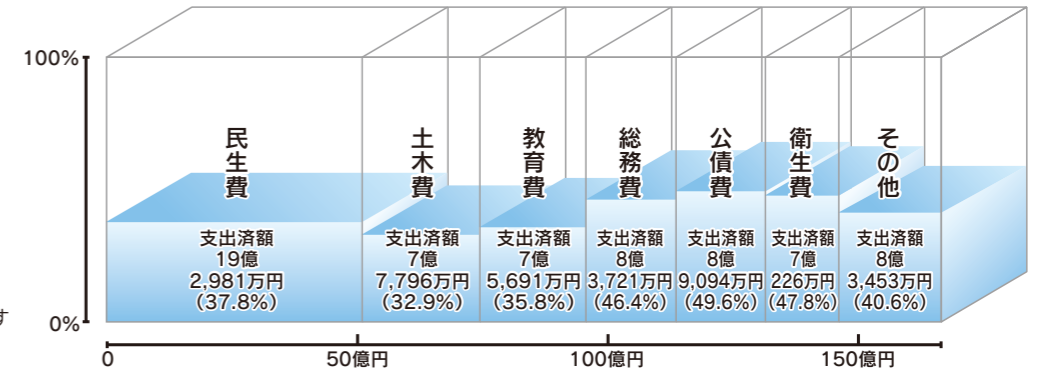 100%
民生費
土木費
教育費
総務費
公債費
衛生費
その他
支出済額
19億
2,981万円
(37.8%)
支出済額
7億
7,796万円
(32.9%)
支出済額
7億
5,691万円
(35.8%)
支出済額
8億
3,721万円
(46.4%)
支出済額
8億
9,094万円
(49.6%)
支出済額
7億
226万円
(47.8%)
支出済額
8億
3,453万円
(40.6%)
す
0%
0
50億円
100億円
150億円